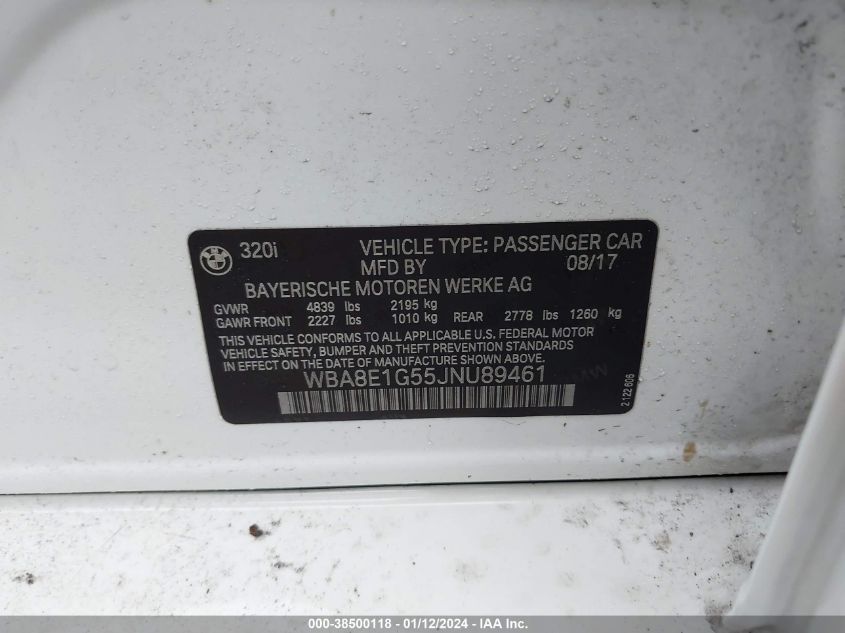 BMW 320i VEHICLE TYPE: PASSENGER CAR
MFD BY 08/17
BAYERISCHE MOTOREN WERKE AG
GVWR 4839 lbs 2195 kg
GAWR FRONT 2227 lbs 1010 kg REAR 2778 lbs 1260 kg
THIS VEHICLE CONFORMS TO ALL APPLICABLE U.S. FEDERAL MOTOR
VEHICLE SAFETY, BUMPER AND THEFT PREVENTION STANDARDS
IN EFFECT ON THE DATE OF MANUFACTURE SHOWN ABOVE.
WBA8E1G55JNU89461
2 122 606
000-38500118 - 01/12/2024 - IAA Inc.